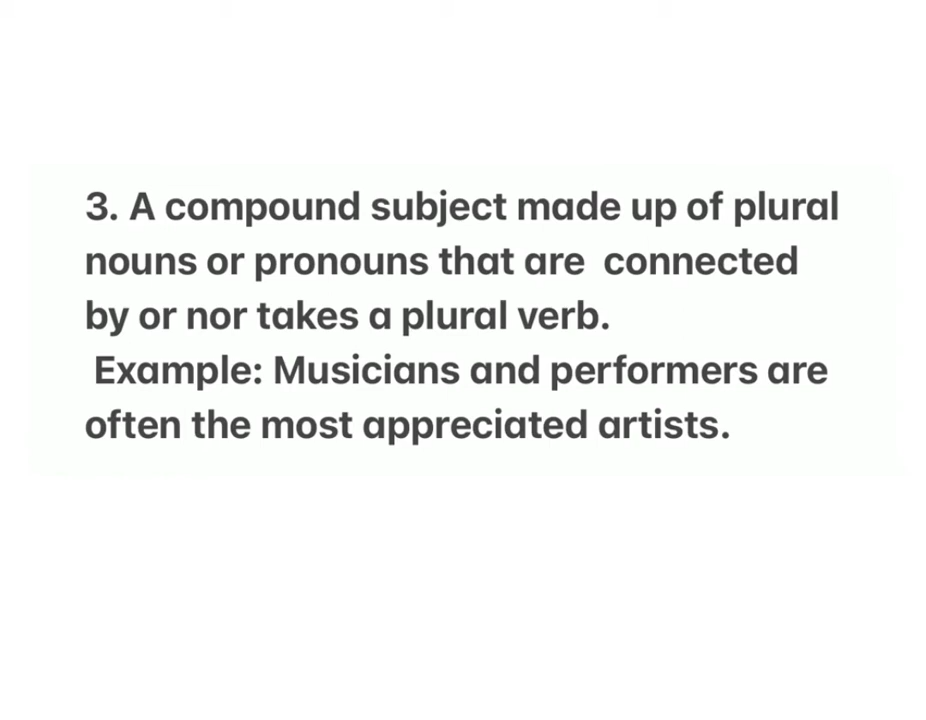 3. A compound subject made up of plural
nouns or pronouns that are  connected
by or nor takes a plural verb.
Example: Musicians and performers are
often the most appreciated artists.